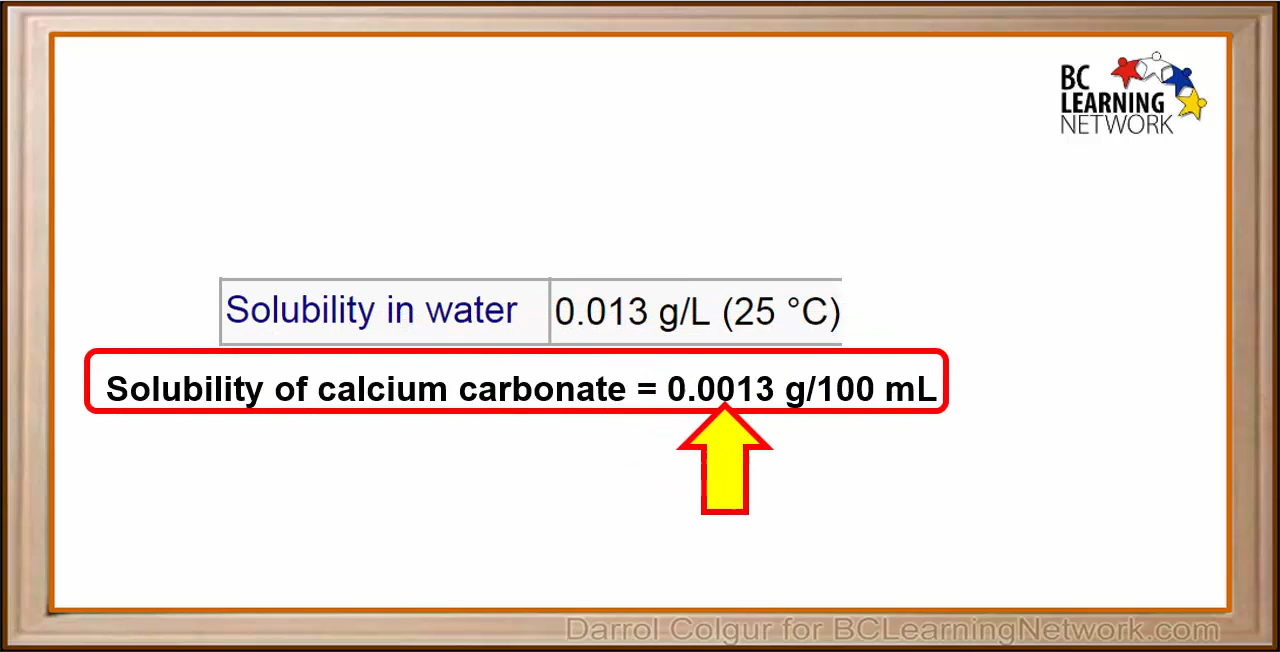 BC
LEARNING
NETWORK
Solubility in water 0.013 g/L (25 °C)
Solubility of calcium carbonate = 0.0013 g/100 mL
Darrol Colgur for BCLearningNetwork.com